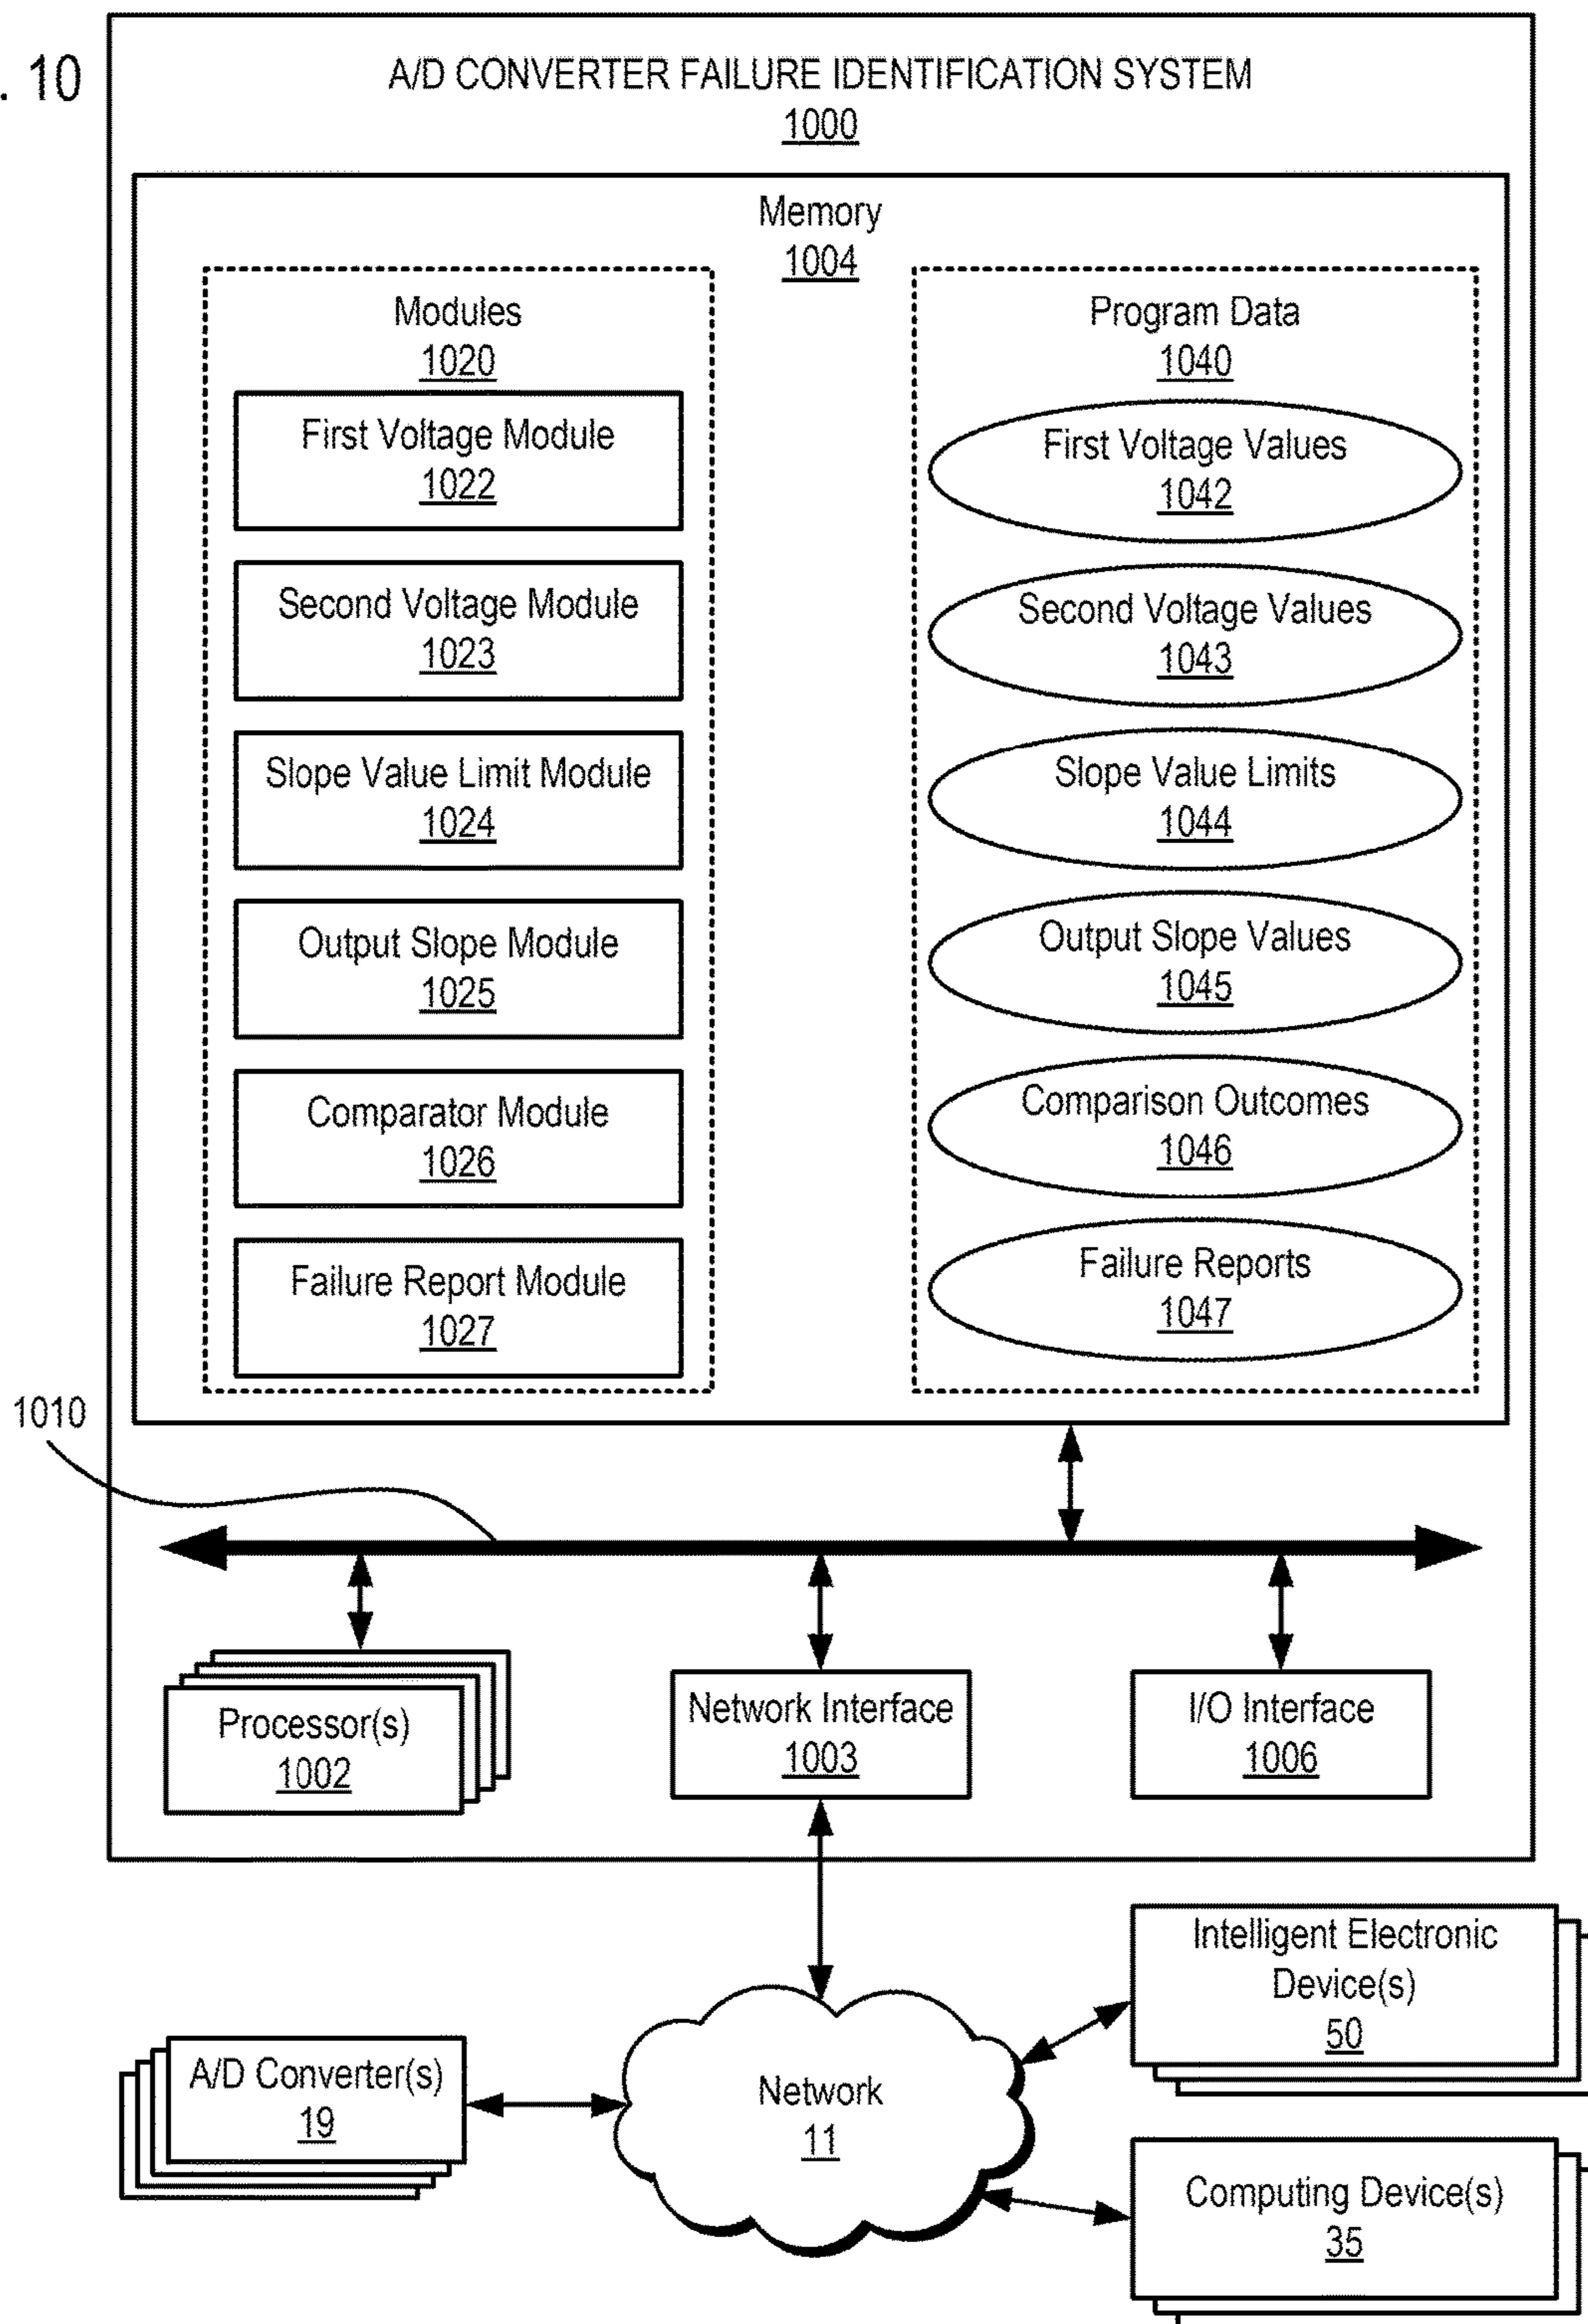 . 10
A/D CONVERTER FAILURE IDENTIFICATION SYSTEM
1000
Memory
1004
Modules
1020
First Voltage Module
1022
Second Voltage Module
1023
Slope Value Limit Module
1024
Output Slope Module
1025
Comparator Module
1026
Failure Report Module
1027
Program Data
1040
First Voltage Values
1042
Second Voltage Values
1043
Slope Value Limits
1044
Output Slope Values
1045
Comparison Outcomes
1046
Failure Reports
1047
1010
Processor(s)
1002
Network Interface
1003
I/O Interface
1006
A/D Converter(s)
19
Network
11
Intelligent Electronic
Device(s)
50
Computing Device(s)
35